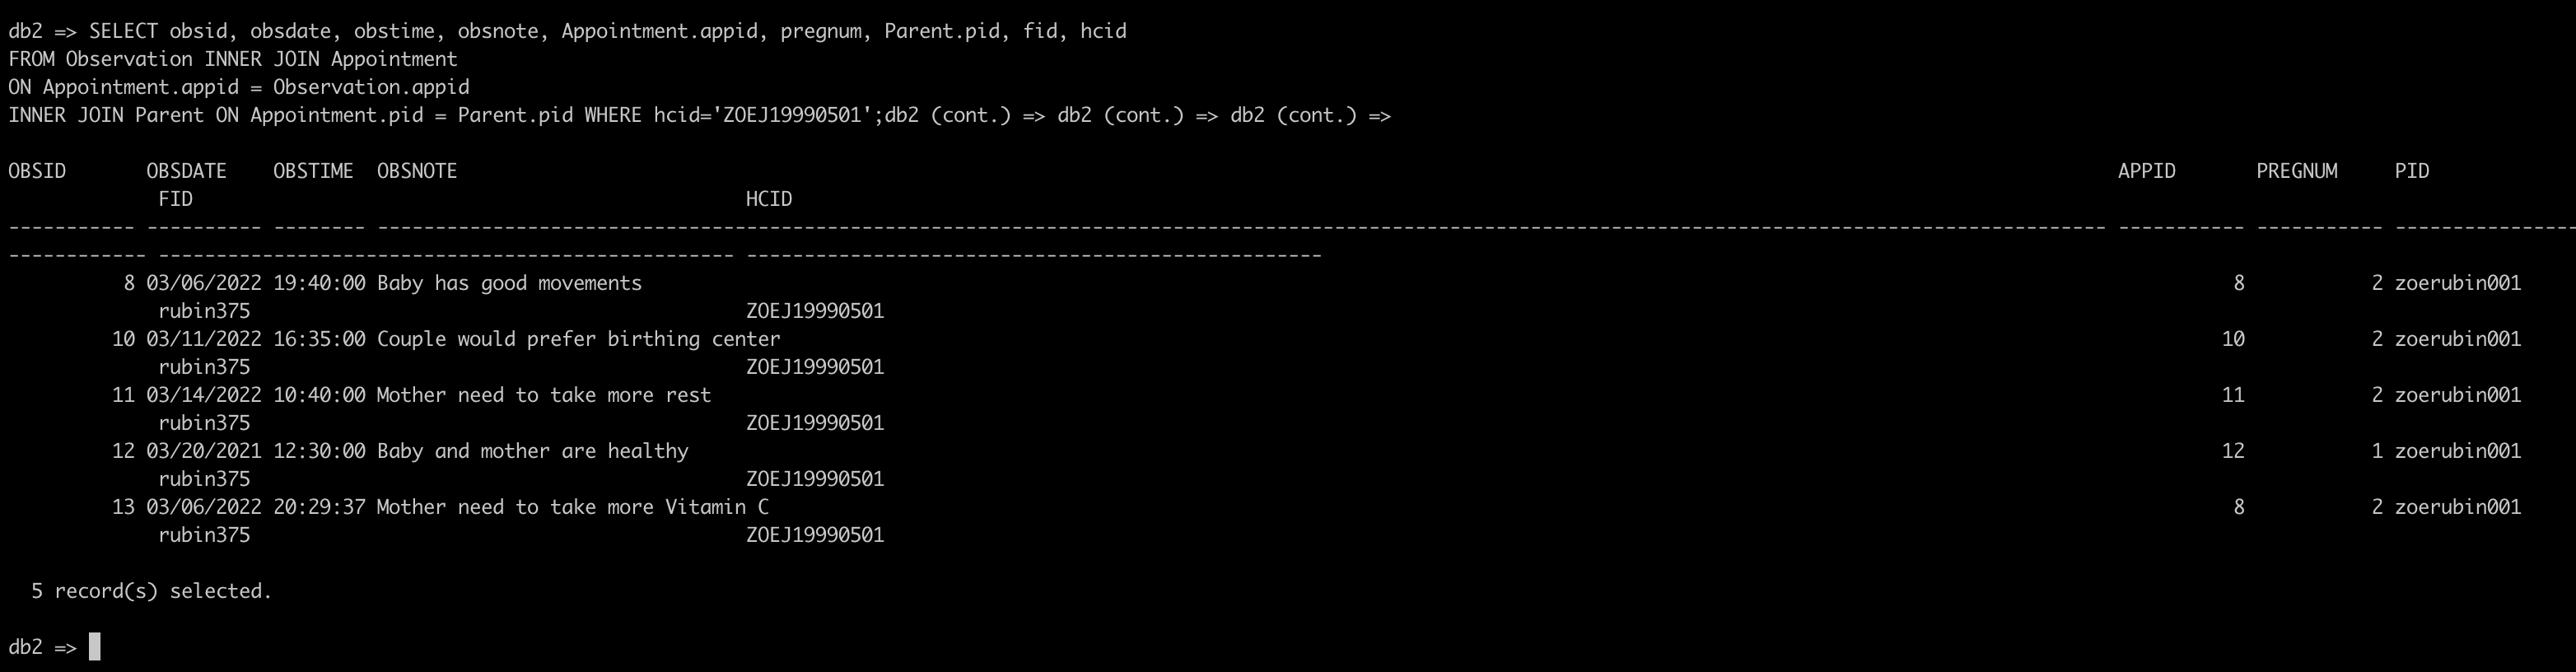 db2 => SELECT obsid, obsdate, obstime, obsnote, Appointment.appid, pregnum, Parent.pid, fid, hcid
FROM Observation INNER JOIN Appointment
ON Appointment.appid = Observation.appid
INNER JOIN Parent ON Appointment.pid = Parent.pid WHERE hcid='ZOEJ19990501';db2 (cont.) => db2 (cont.) => db2 (cont.) =>
OBSID OBSDATE OBSTIME OBSNOTE APPID PREGNUM PID
FID HCID
----------- ---------- -------- ------------------------------------------------------------------------------------------------------------------------------------------------------ ----------- ----------- ----------------
------------ -------------------------------------------------- --------------------------------------------------
8 03/06/2022 19:40:00 Baby has good movements 8 2 zoerubin001
rubin375 ZOEJ19990501
10 03/11/2022 16:35:00 Couple would prefer birthing center 10 2 zoerubin001
rubin375 ZOEJ19990501
11 03/14/2022 10:40:00 Mother need to take more rest 11 2 zoerubin001
rubin375 ZOEJ19990501
12 03/20/2021 12:30:00 Baby and mother are healthy 12 1 zoerubin001
rubin375 ZOEJ19990501
13 03/06/2022 20:29:37 Mother need to take more Vitamin C 8 2 zoerubin001
rubin375 ZOEJ19990501
5 record(s) selected.
db2 =>